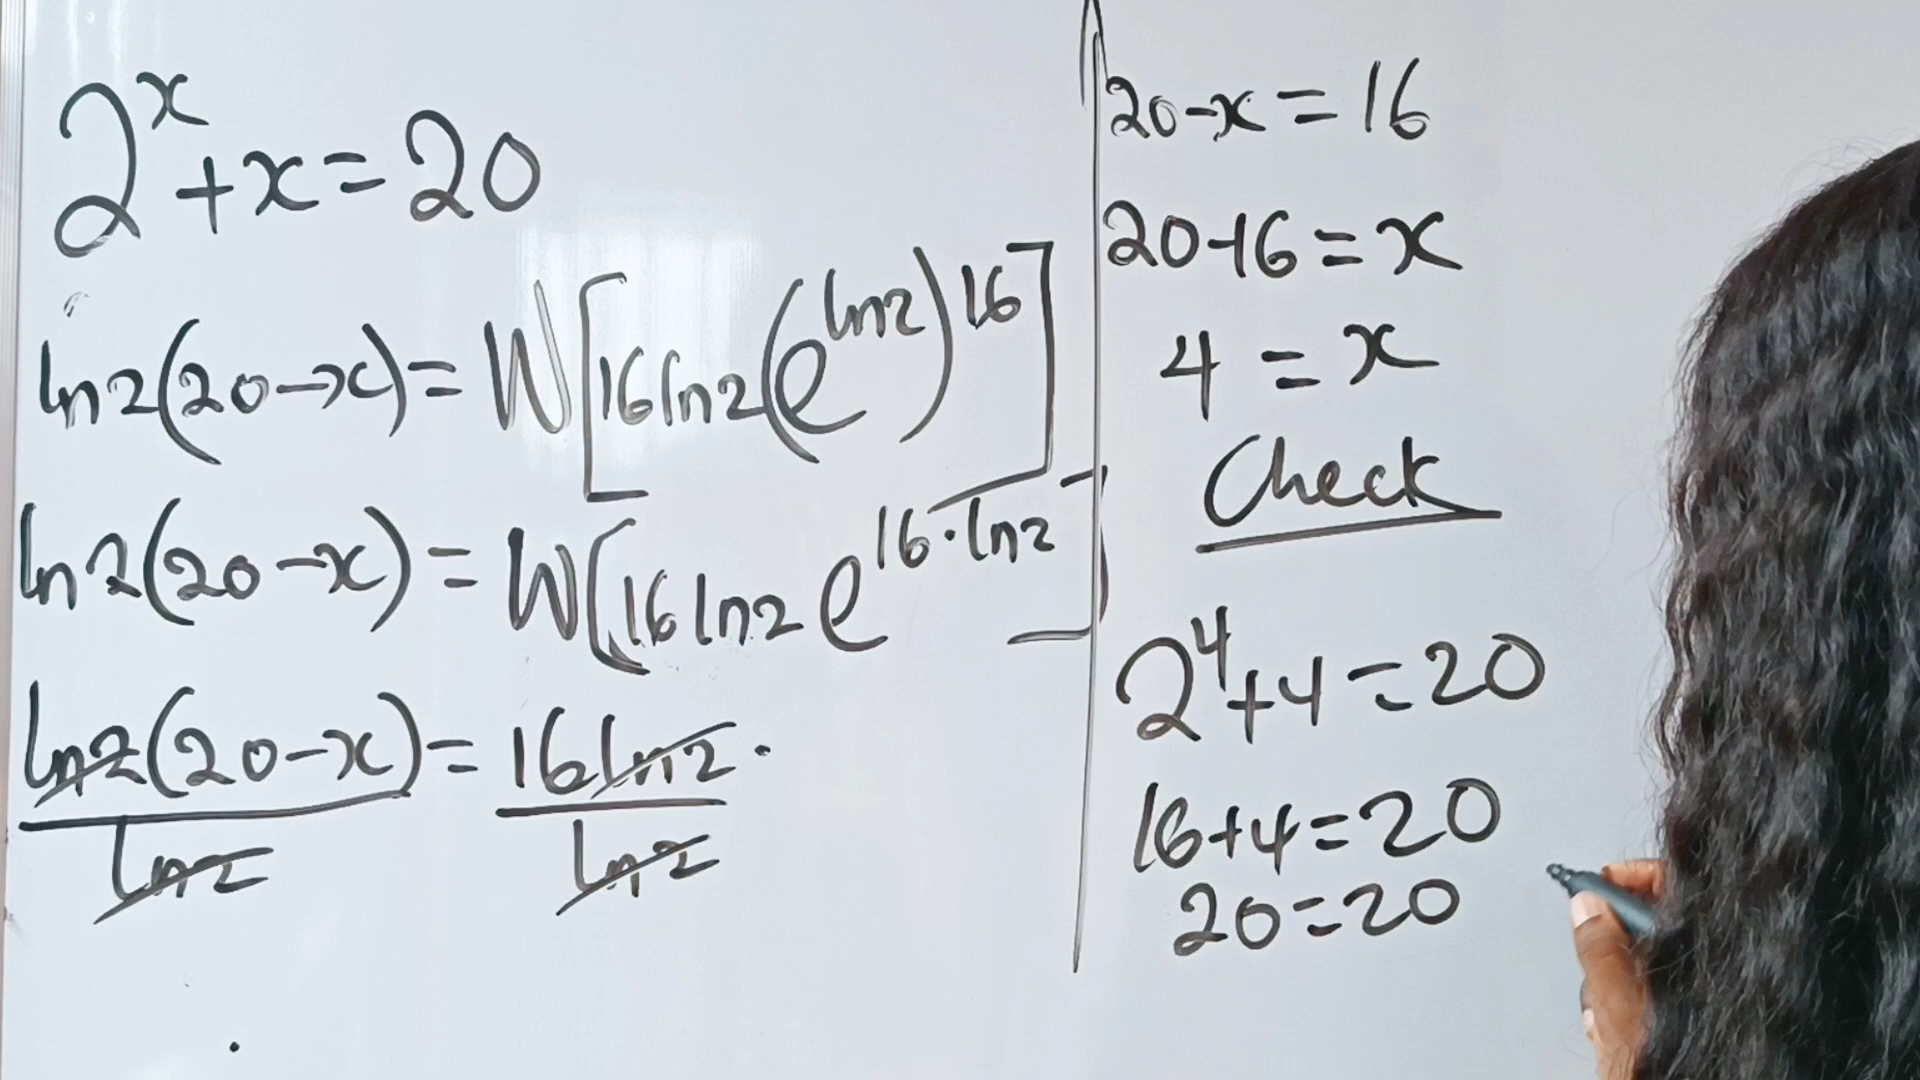 2^x + x = 20
ln2(20-x) = W[16ln2(e^ln2)^16]
ln2(20-x) = W[16ln2 e^16·ln2]
ln2(20-x) = 16ln2.
ln2 ln2
20-x = 16
20-16 = x
4 = x
Check
2^4 + 4 = 20
16+4 = 20
20 = 20